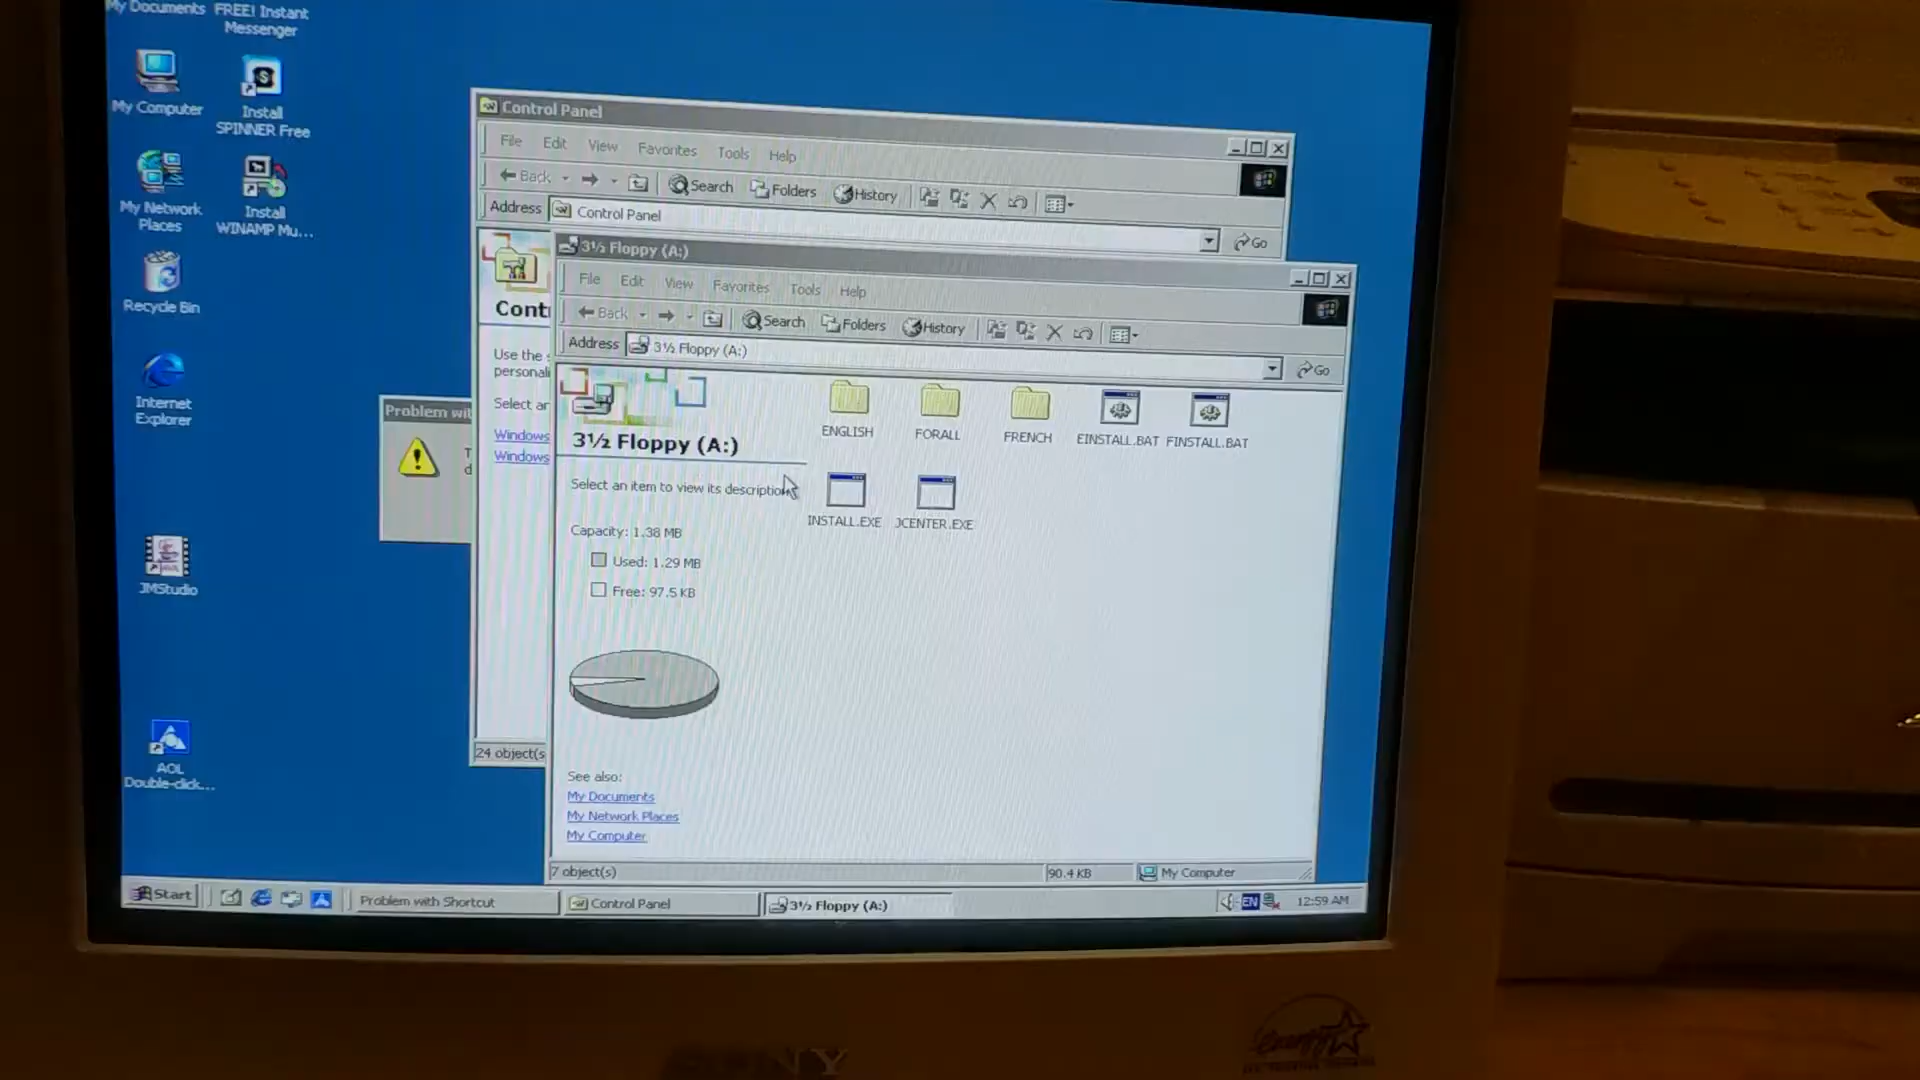 My Documents
FREE! Instant
Messenger
My Computer
Install
SPINNER Free
My Network
Places
Install
WINAMP Mu...
Recycle Bin
Internet
Explorer
JMStudio
AOL
Double-click...
Control Panel
File Edit View Favorites Tools Help
Back Search Folders History
Address Control Panel Go
Cont
Use the
personali
Select an
Windows
Windows
24 object(s
Problem wit
T
d
3½ Floppy (A:)
File Edit View Favorites Tools Help
Back Search Folders History
Address 3½ Floppy (A:) Go
3½ Floppy (A:)
Select an item to view its description.
Capacity: 1.38 MB
Used: 1.29 MB
Free: 97.5 KB
See also:
My Documents
My Network Places
My Computer
ENGLISH FORALL FRENCH EINSTALL.BAT FINSTALL.BAT
INSTALL.EXE JCENTER.EXE
7 object(s) 90.4 KB My Computer
Start Problem with Shortcut Control Panel 3½ Floppy (A:) EN 12:59 AM
SONY
energy